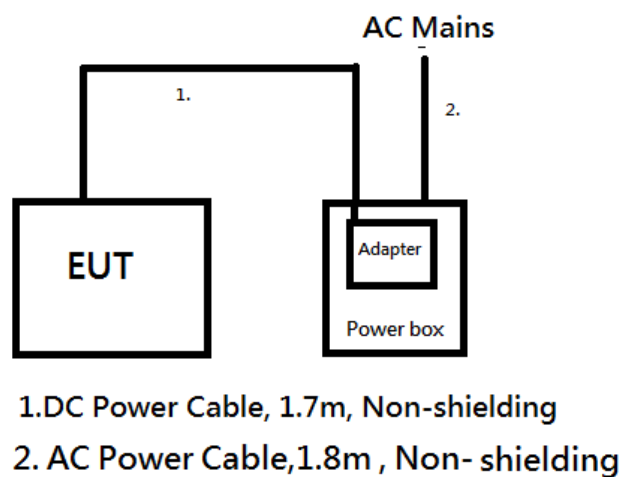 AC Mains
1.
2.
EUT
Adapter
Power box
1.DC Power Cable, 1.7m, Non-shielding
2. AC Power Cable,1.8m , Non- shielding